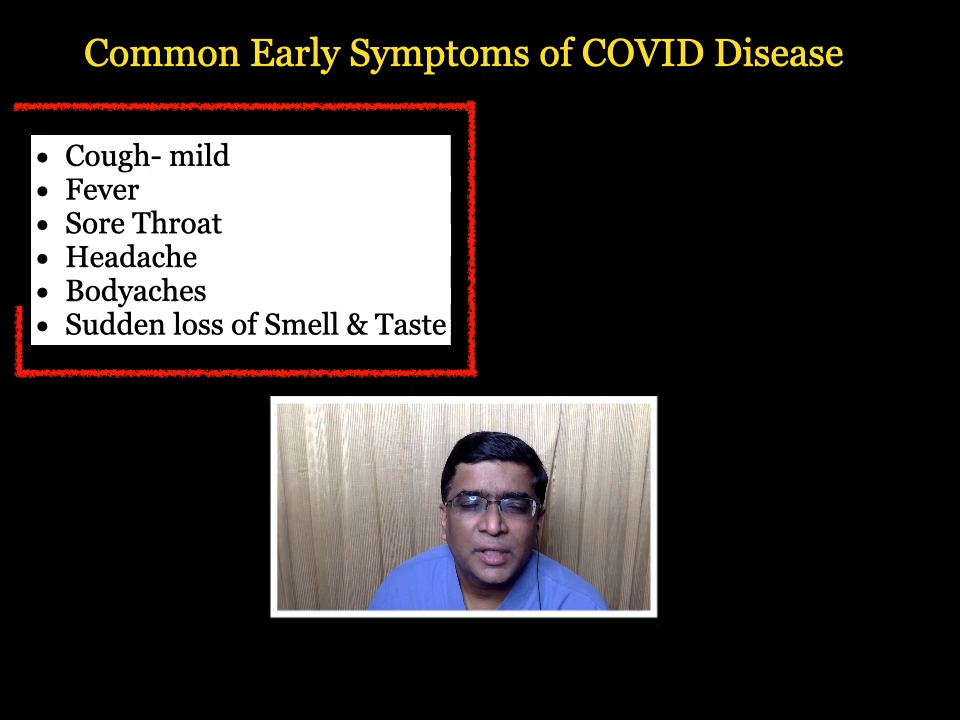 Common Early Symptoms of COVID Disease
• Cough- mild
• Fever
• Sore Throat
• Headache
• Bodyaches
• Sudden loss of Smell & Taste